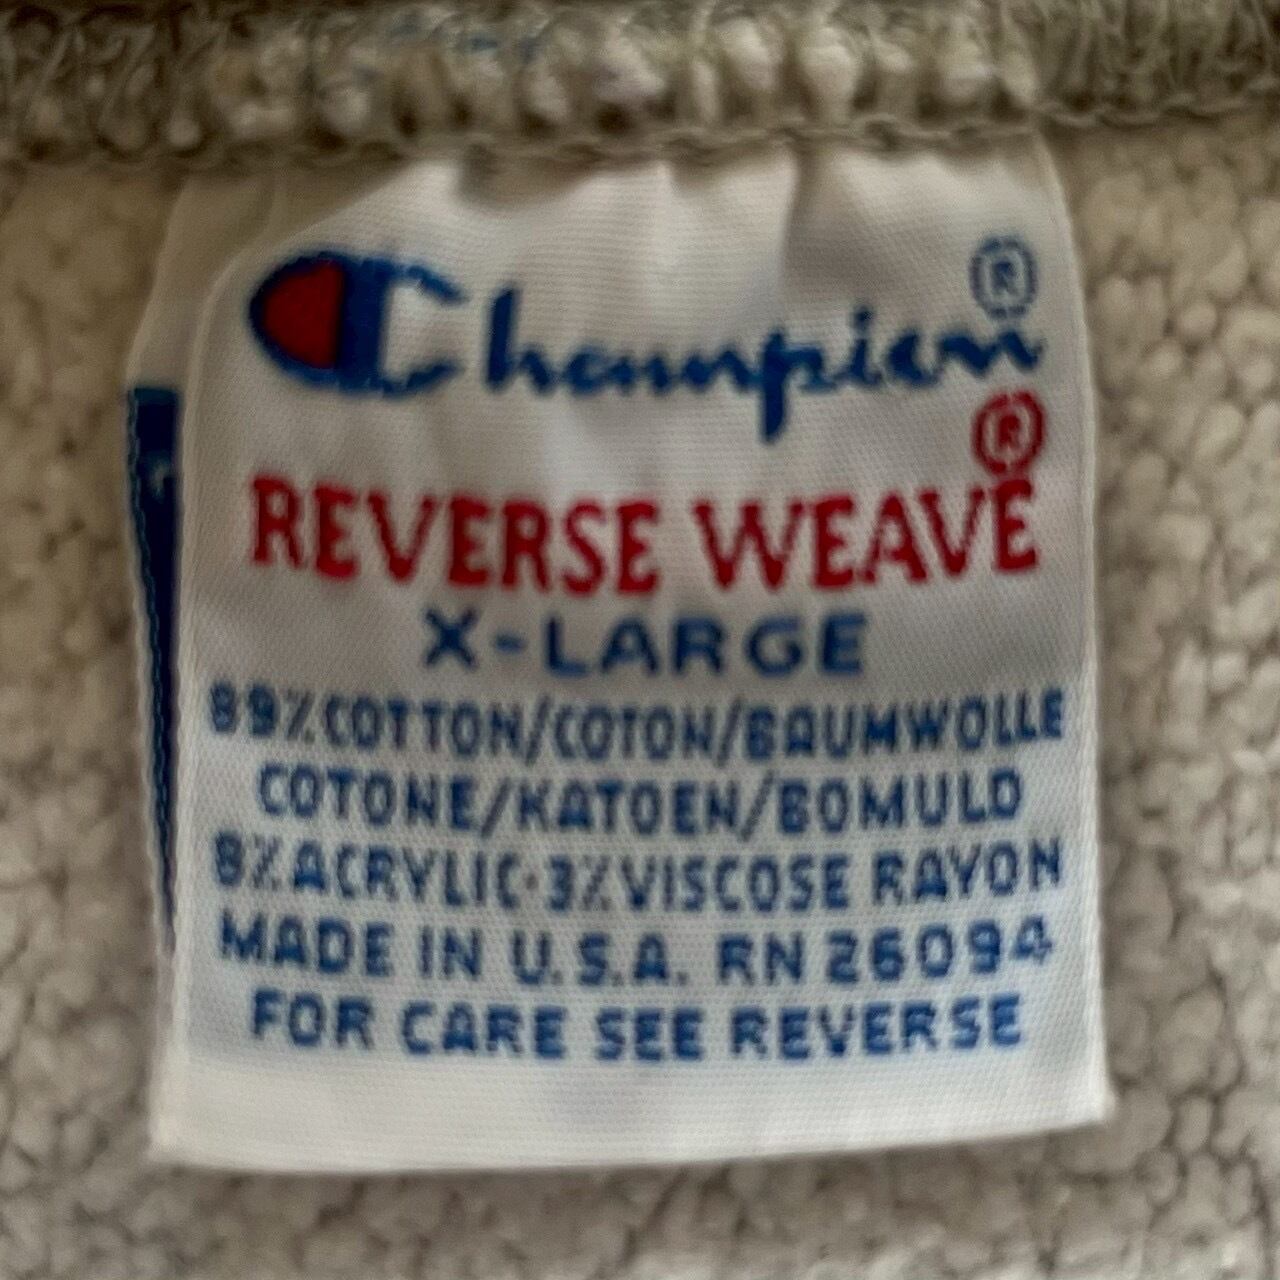 Champion®
REVERSE WEAVE®
X-LARGE
89%COTTON/COTON/BAUMWOLLE
COTONE/KATOEN/BOMULD
8%ACRYLIC·3%VISCOSE RAYON
MADE IN U.S.A. RN 26094
FOR CARE SEE REVERSE